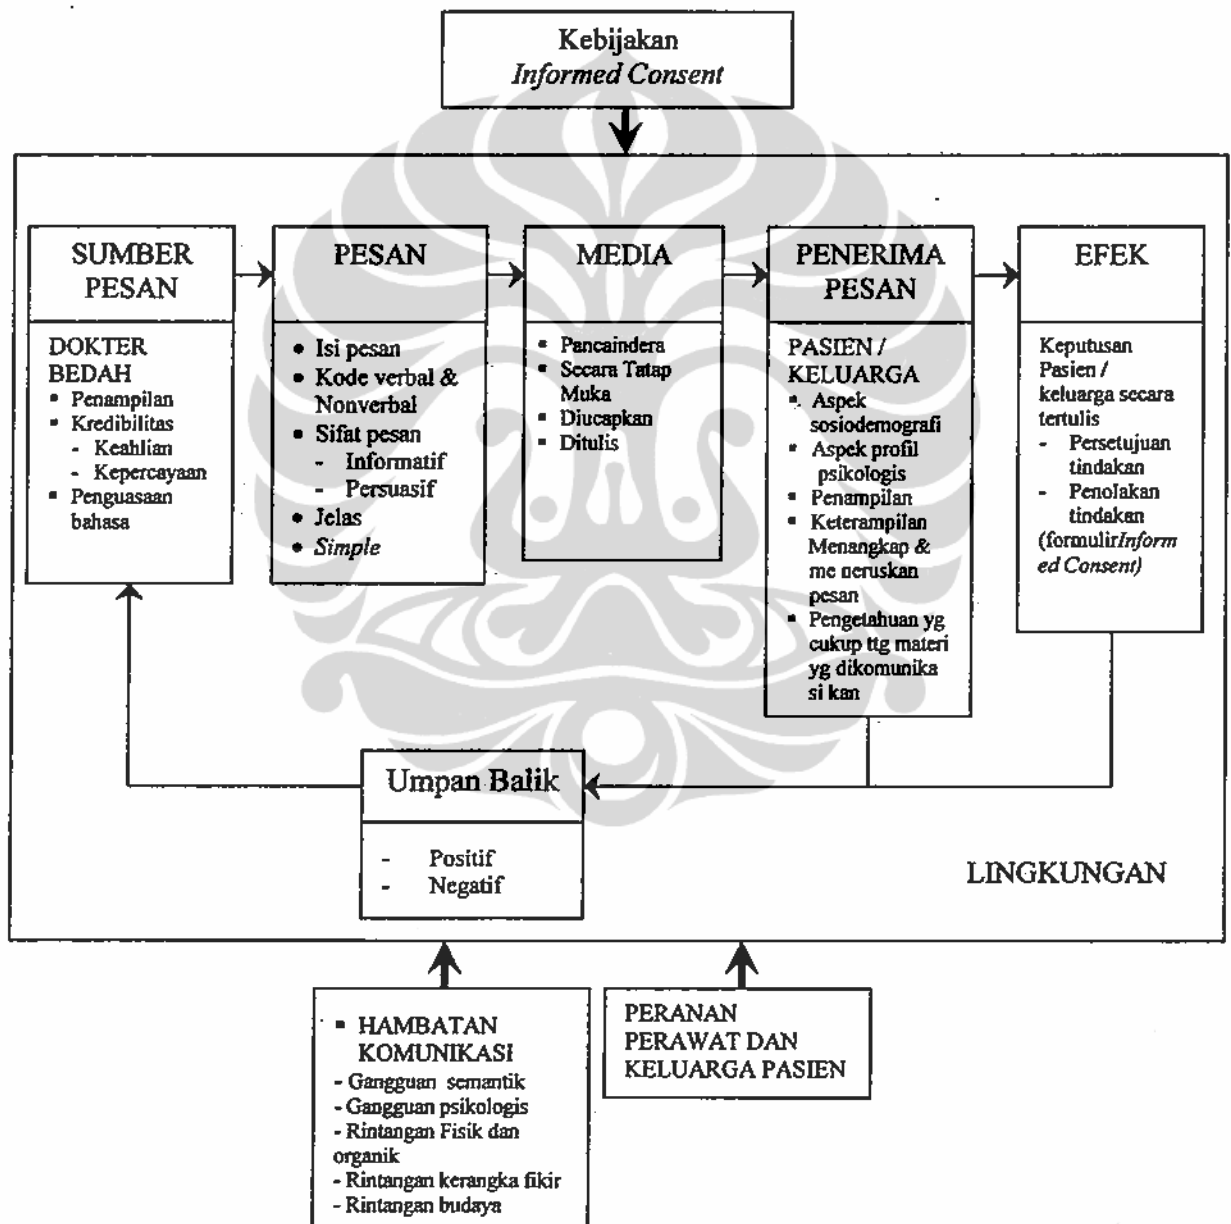 Kebijakan
Informed Consent
SUMBER
PESAN
DOKTER
BEDAH
▪ Penampilan
▪ Kredibilitas
- Keahlian
- Kepercayaan
▪ Penguasaan
bahasa
PESAN
• Isi pesan
• Kode verbal &
Nonverbal
• Sifat pesan
- Informatif
- Persuasif
• Jelas
• Simple
MEDIA
▪ Pancaindera
▪ Secara Tatap
Muka
▪ Diucapkan
▪ Ditulis
PENERIMA
PESAN
PASIEN /
KELUARGA
▪ Aspek
sosiodemografi
▪ Aspek profil
psikologis
▪ Penampilan
▪ Keterampilan
Menangkap &
me neruskan
pesan
▪ Pengetahuan yg
cukup ttg materi
yg dikomunika
si kan
EFEK
Keputusan
Pasien /
keluarga secara
tertulis
- Persetujuan
tindakan
- Penolakan
tindakan
(formulirInform
ed Consent)
Umpan Balik
- Positif
- Negatif
LINGKUNGAN
▪ HAMBATAN
KOMUNIKASI
- Gangguan semantik
- Gangguan psikologis
- Rintangan Fisik dan
organik
- Rintangan kerangka fikir
- Rintangan budaya
PERANAN
PERAWAT DAN
KELUARGA PASIEN